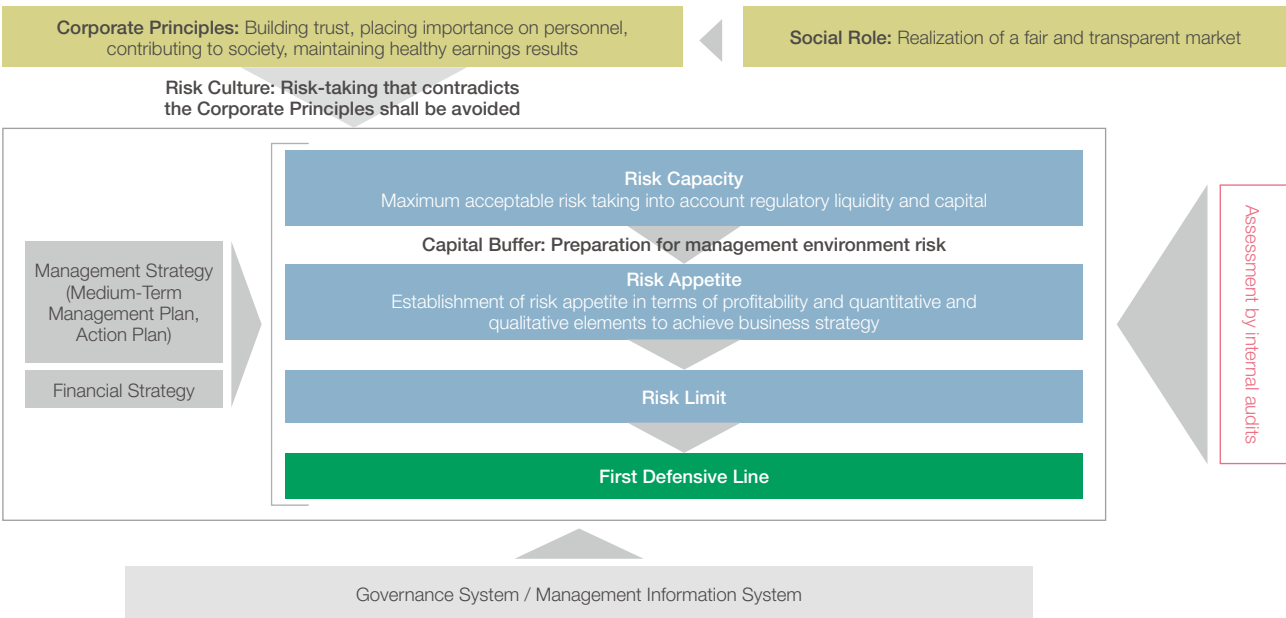 Corporate Principles: Building trust, placing importance on personnel,
contributing to society, maintaining healthy earnings results
Social Role: Realization of a fair and transparent market
Risk Culture: Risk-taking that contradicts
the Corporate Principles shall be avoided
Risk Capacity
Maximum acceptable risk taking into account regulatory liquidity and capital
Capital Buffer: Preparation for management environment risk
Risk Appetite
Establishment of risk appetite in terms of profitability and quantitative and
qualitative elements to achieve business strategy
Risk Limit
First Defensive Line
Management Strategy
(Medium-Term
Management Plan,
Action Plan)
Financial Strategy
Assessment by internal audits
Governance System / Management Information System